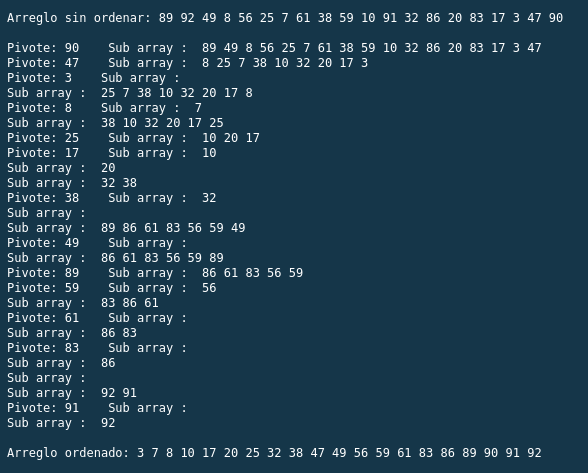 Arreglo sin ordenar: 89 92 49 8 56 25 7 61 38 59 10 91 32 86 20 83 17 3 47 90
Pivote: 90    Sub array :  89 49 8 56 25 7 61 38 59 10 32 86 20 83 17 3 47
Pivote: 47    Sub array :  8 25 7 38 10 32 20 17 3
Pivote: 3    Sub array :
Sub array :  25 7 38 10 32 20 17 8
Pivote: 8    Sub array :  7
Sub array :  38 10 32 20 17 25
Pivote: 25    Sub array :  10 20 17
Pivote: 17    Sub array :  10
Sub array :  20
Sub array :  32 38
Pivote: 38    Sub array :  32
Sub array :
Sub array :  89 86 61 83 56 59 49
Pivote: 49    Sub array :
Sub array :  86 61 83 56 59 89
Pivote: 89    Sub array :  86 61 83 56 59
Pivote: 59    Sub array :  56
Sub array :  83 86 61
Pivote: 61    Sub array :
Sub array :  86 83
Pivote: 83    Sub array :
Sub array :  86
Sub array :
Sub array :  92 91
Pivote: 91    Sub array :
Sub array :  92
Arreglo ordenado: 3 7 8 10 17 20 25 32 38 47 49 56 59 61 83 86 89 90 91 92